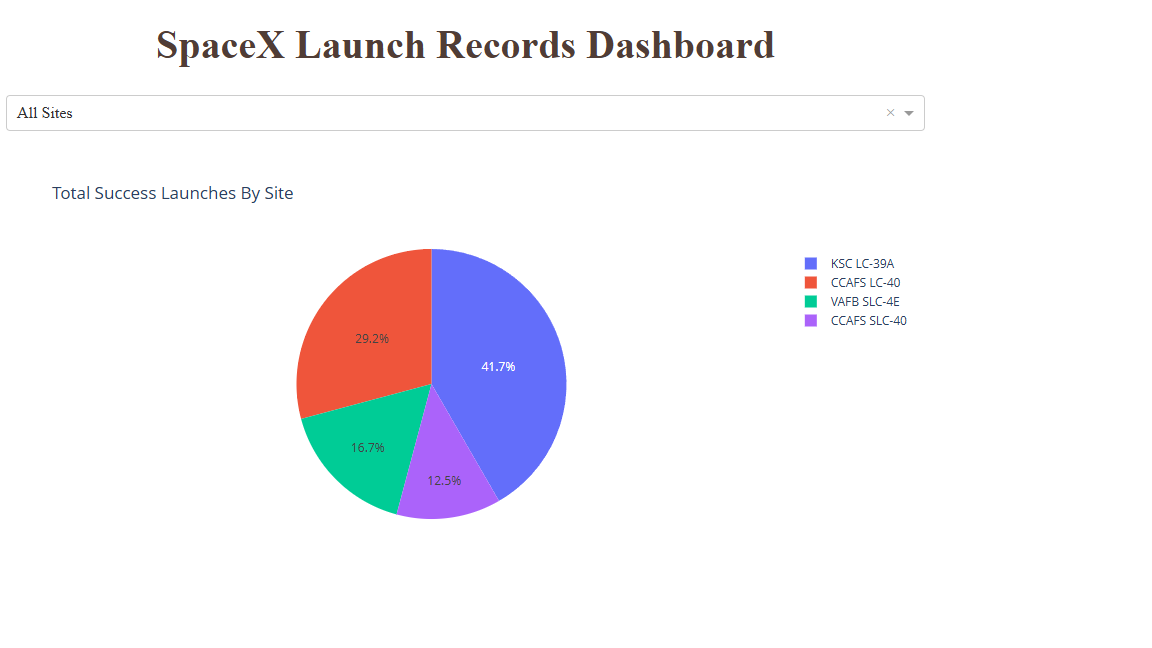 SpaceX Launch Records Dashboard
All Sites ×
Total Success Launches By Site
KSC LC-39A
CCAFS LC-40
VAFB SLC-4E
CCAFS SLC-40
29.2%
41.7%
16.7%
12.5%